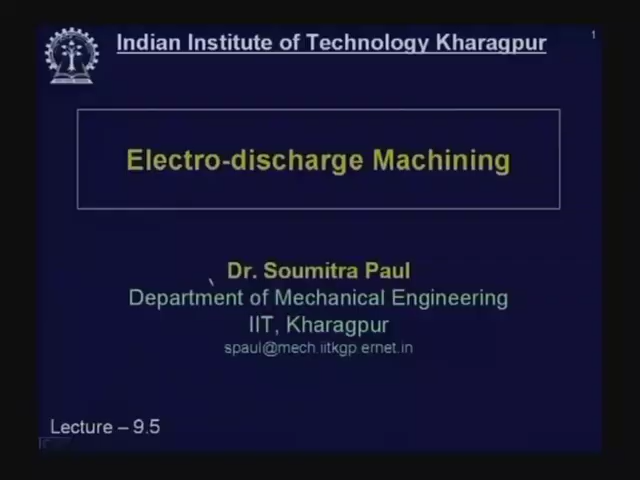 1
Indian Institute of Technology Kharagpur
Electro-discharge Machining
Dr. Soumitra Paul
Department of Mechanical Engineering
IIT, Kharagpur
spaul@mech.iitkgp.ernet.in
Lecture – 9.5